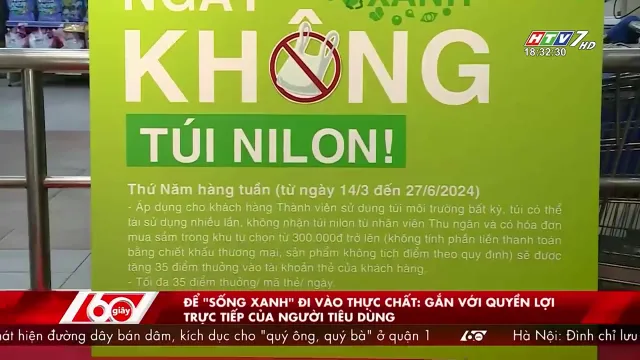 NGÀY
XANH
HTV7 HD
18:32:30
KHÔNG
TÚI NILON!
Thứ Năm hàng tuần (từ ngày 14/3 đến 27/6/2024)
- Áp dụng cho khách hàng Thành viên sử dụng túi môi trường bất kỳ, túi có thể
tái sử dụng nhiều lần, không nhận túi nilon từ nhân viên Thu ngân và có hóa đơn
mua sắm trong khu tự chọn từ 300.000đ trở lên (không tính phần tiền thanh toán
bằng chiết khấu thương mại, sản phẩm không tích điểm theo quy định) sẽ được
tặng 35 điểm thưởng vào tài khoản thẻ của khách hàng.
- Tối đa 35 điểm thưởng/ mã thẻ/ ngày.
60 giây
ĐỂ "SỐNG XANH" ĐI VÀO THỰC CHẤT: GẮN VỚI QUYỀN LỢI
TRỰC TIẾP CỦA NGƯỜI TIÊU DÙNG
hát hiện đường dây bán dâm, kích dục cho "quý ông, quý bà" ở quận 1 60 Hà Nội: Đình chỉ lưu